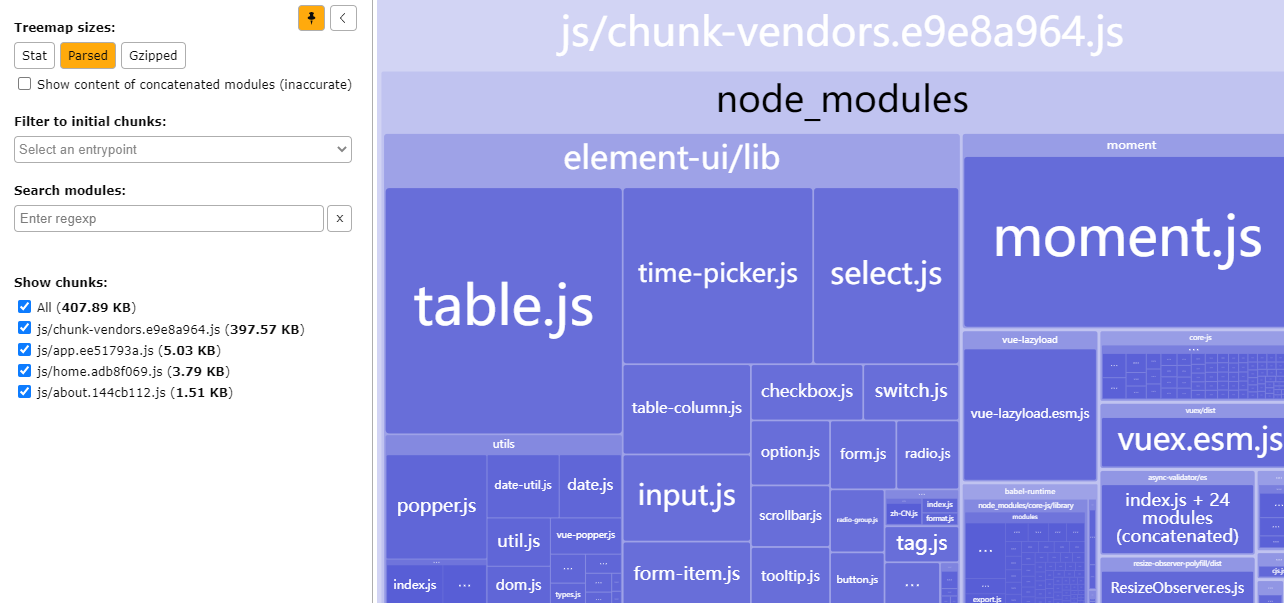 Treemap sizes:
Stat
Parsed
Gzipped
Show content of concatenated modules (inaccurate)
Filter to initial chunks:
Select an entrypoint
Search modules:
Enter regexp
x
Show chunks:
All (407.89 KB)
js/chunk-vendors.e9e8a964.js (397.57 KB)
js/app.ee51793a.js (5.03 KB)
js/home.adb8f069.js (3.79 KB)
js/about.144cb112.js (1.51 KB)
js/chunk-vendors.e9e8a964.js
node_modules
element-ui/lib
table.js
time-picker.js
select.js
table-column.js
checkbox.js
switch.js
option.js
form.js
radio.js
input.js
scrollbar.js
radio-group.js
...
zh-CN.js
index.js
format.js
tag.js
form-item.js
tooltip.js
button.js
...
utils
popper.js
date-util.js
date.js
util.js
vue-popper.js
...
...
index.js
...
dom.js
types.js
...
...
moment
moment.js
vue-lazyload
vue-lazyload.esm.js
core-js
...
vuex/dist
vuex.esm.js
async-validator/es
index.js + 24
modules
(concatenated)
babel-runtime
node_modules/core-js/library
modules
...
...
export.js
resize-observer-polyfill/dist
ResizeObserver.es.js